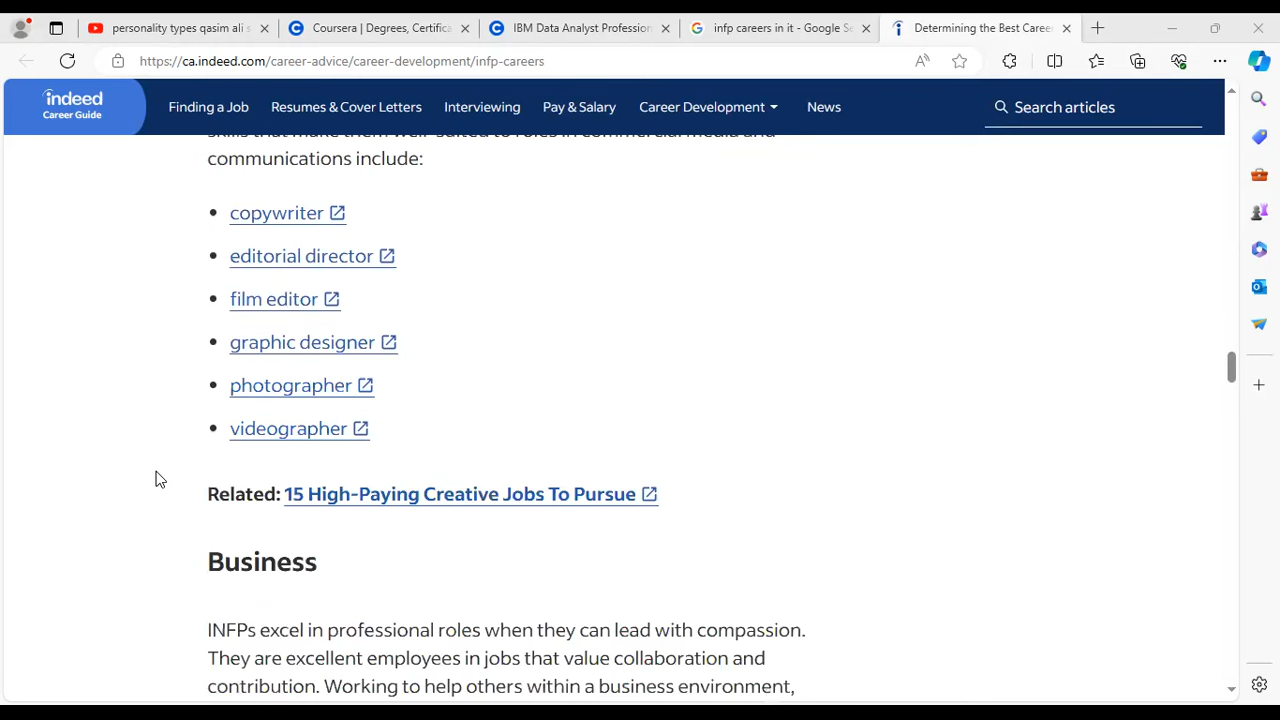 personality types qasim ali s
Coursera | Degrees, Certifica
IBM Data Analyst Profession
infp careers in it - Google Se
Determining the Best Caree
https://ca.indeed.com/career-advice/career-development/infp-careers
indeed
Career Guide
Finding a Job
Resumes & Cover Letters
Interviewing
Pay & Salary
Career Development
News
Search articles
communications include:
• copywriter
• editorial director
• film editor
• graphic designer
• photographer
• videographer
Related: 15 High-Paying Creative Jobs To Pursue
Business
INFPs excel in professional roles when they can lead with compassion.
They are excellent employees in jobs that value collaboration and
contribution. Working to help others within a business environment,